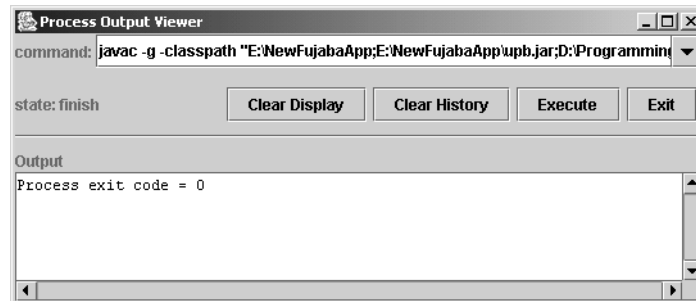 Process Output Viewer
command: javac -g -classpath "E:\NewFujabaApp;E:\NewFujabaApp\upb.jar;D:\Programming
state: finish Clear Display Clear History Execute Exit
Output
Process exit code = 0